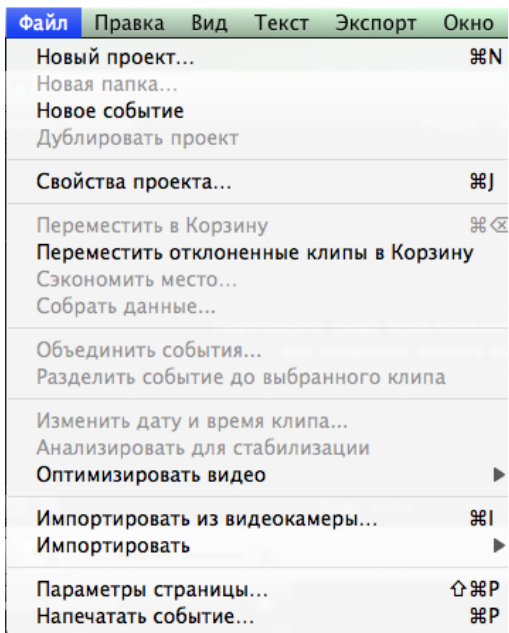 Файл Правка Вид Текст Экспорт Окно
Новый проект... ⌘N
Новая папка...
Новое событие
Дублировать проект
Свойства проекта... ⌘J
Переместить в Корзину ⌘⌫
Переместить отклоненные клипы в Корзину
Сэкономить место...
Собрать данные...
Объединить события...
Разделить событие до выбранного клипа
Изменить дату и время клипа...
Анализировать для стабилизации
Оптимизировать видео ▶
Импортировать из видеокамеры... ⌘I
Импортировать ▶
Параметры страницы... ⇧⌘P
Напечатать событие... ⌘P